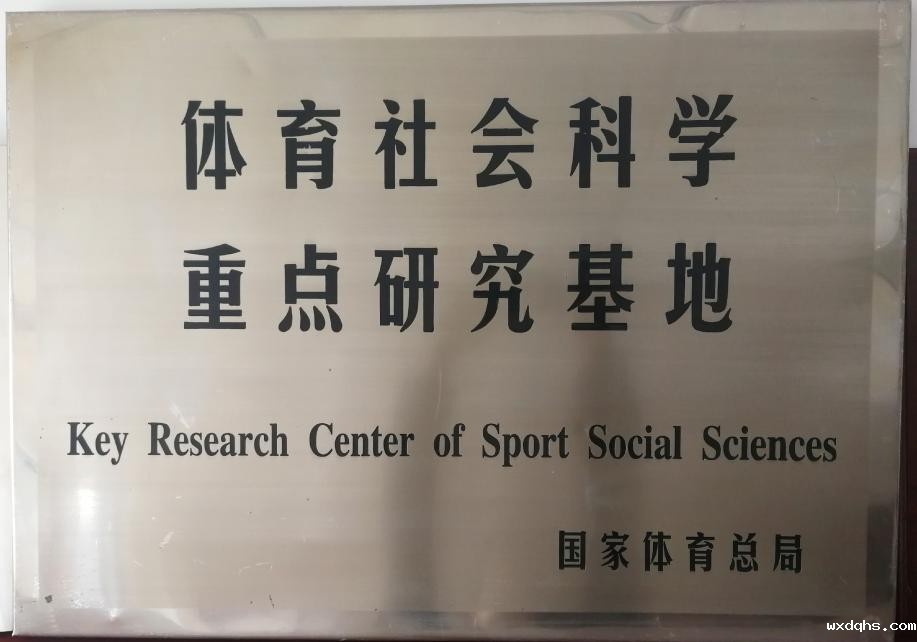 体育社会科学
重点研究基地
Key Research Center of Sport Social Sciences
国家体育总局
wxdqhs.com